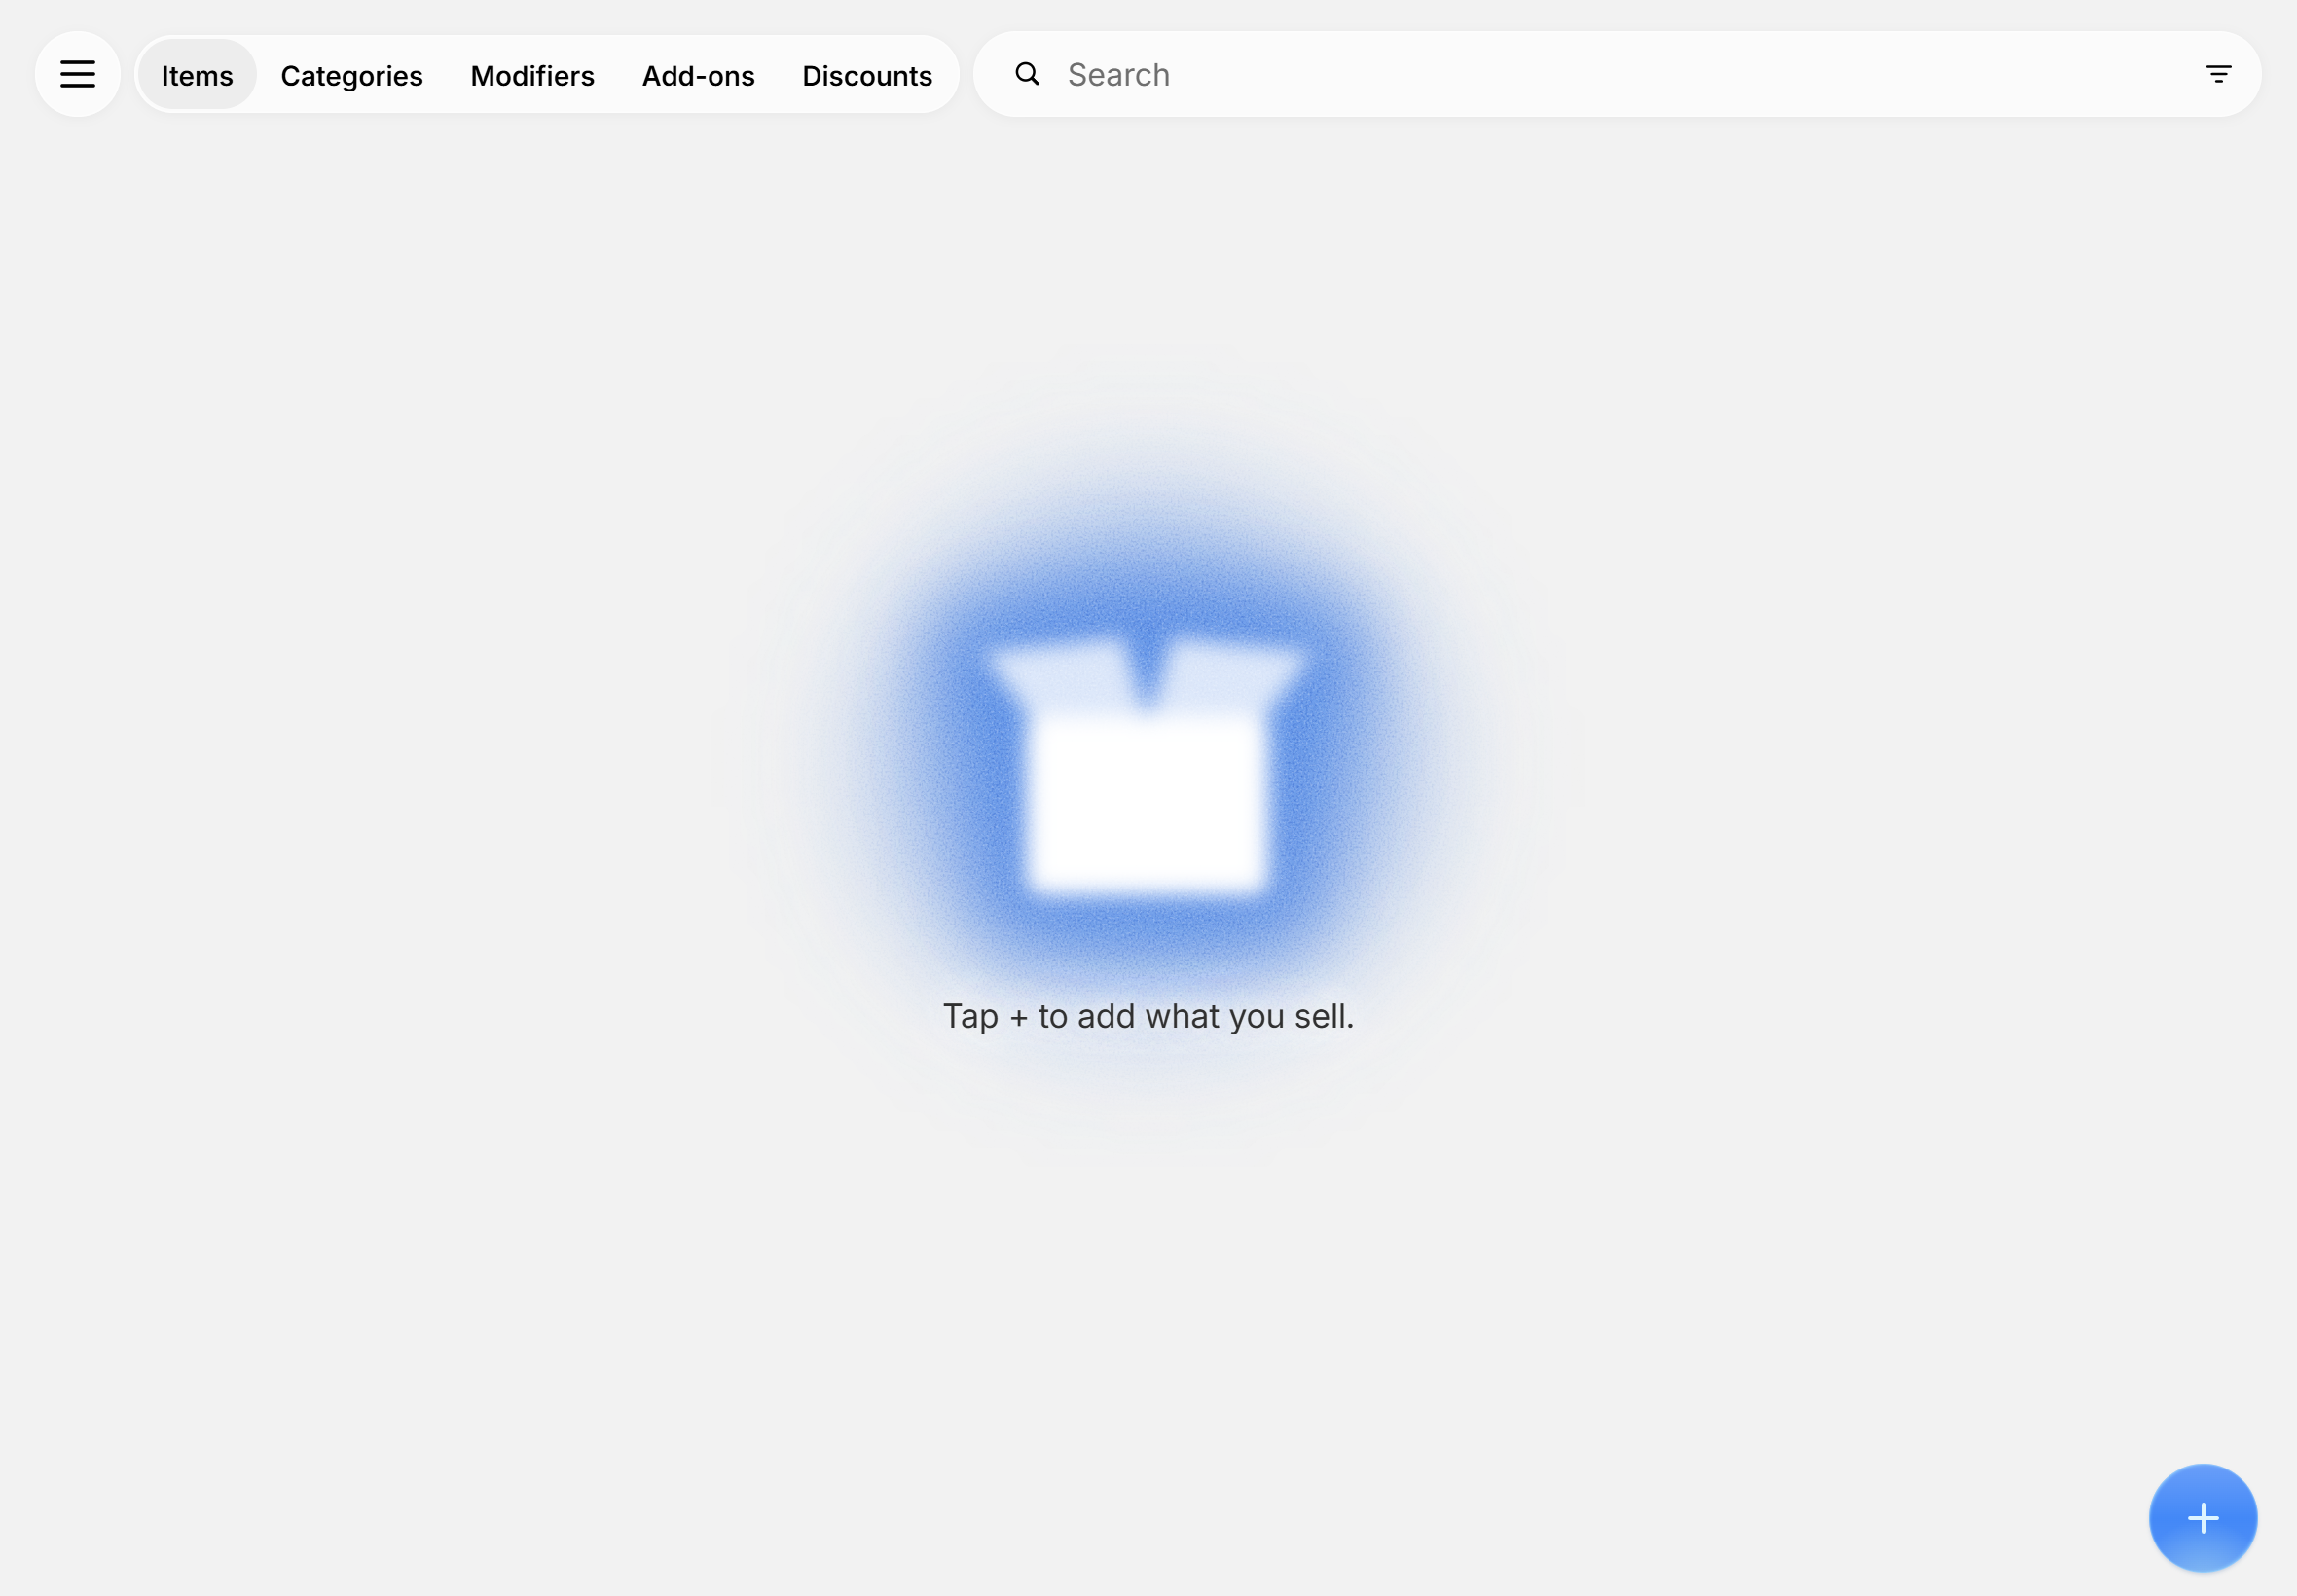 Items Categories Modifiers Add-ons Discounts Search
Tap + to add what you sell.